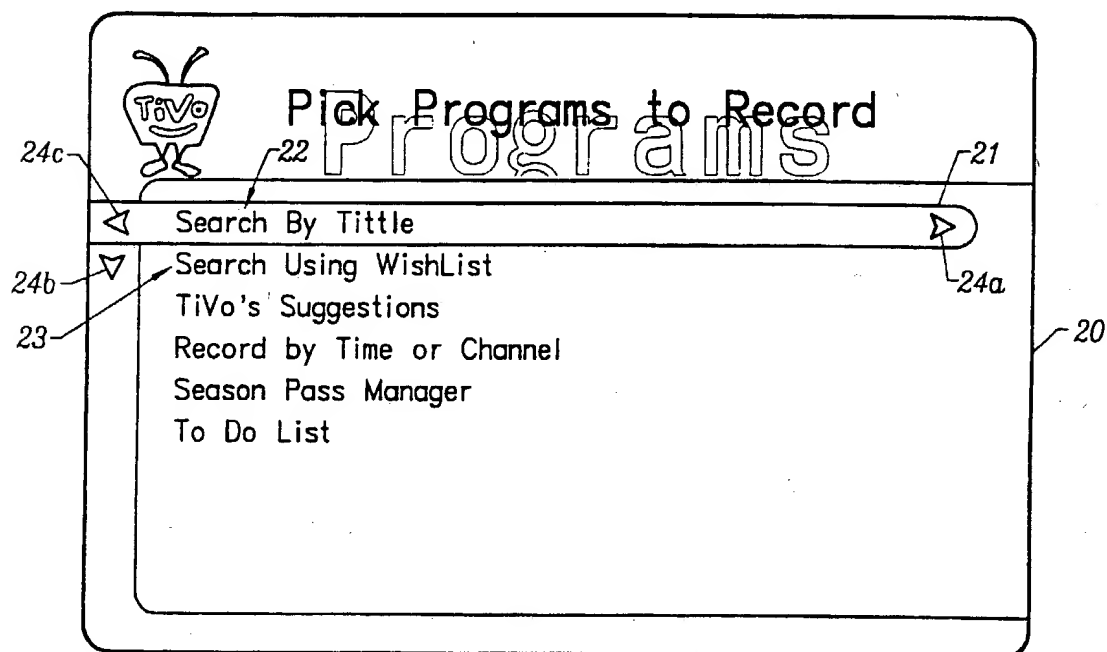 TiVo
Pick Programs to Record
Programs
24c
22
21
Search By Tittle
24b
Search Using WishList
24a
23
TiVo's Suggestions
20
Record by Time or Channel
Season Pass Manager
To Do List